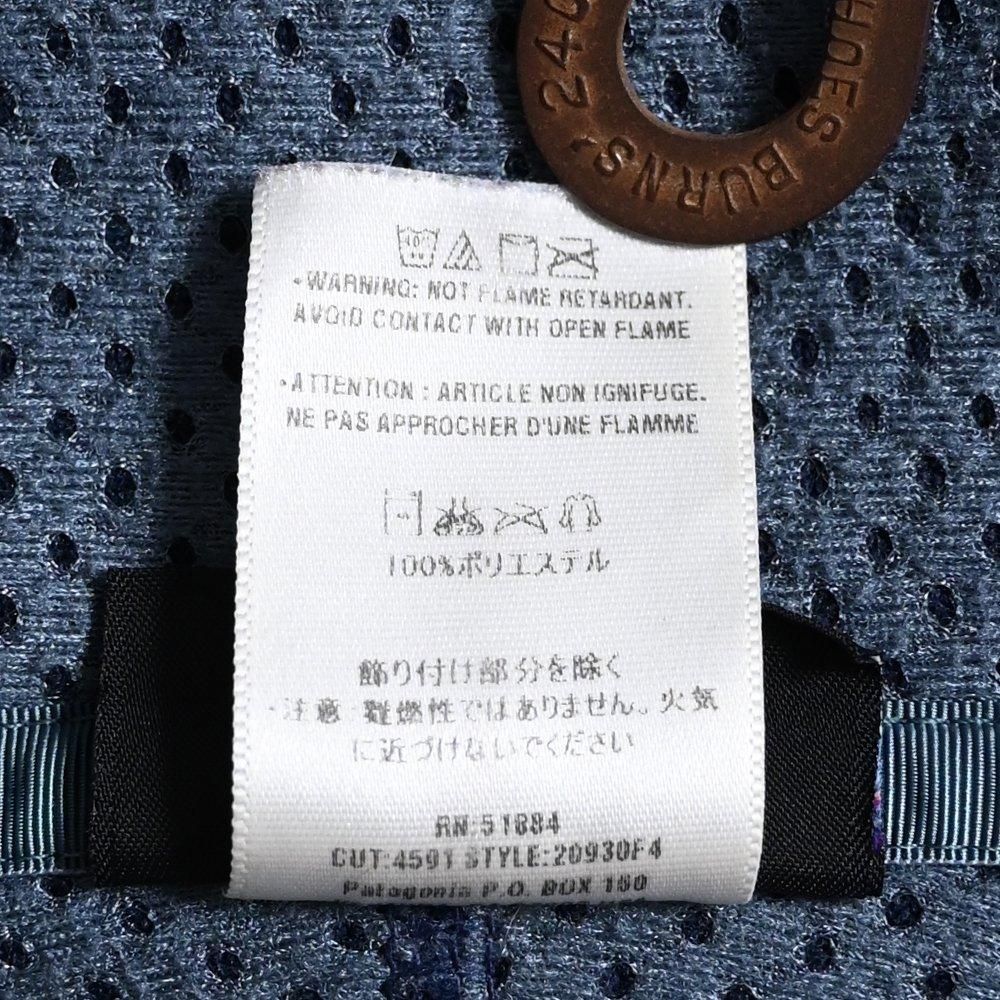 240
HOES BURNS
40°
•WARNING: NOT FLAME RETARDANT.
AVOID CONTACT WITH OPEN FLAME
•ATTENTION : ARTICLE NON IGNIFUGE.
NE PAS APPROCHER D'UNE FLAMME
100%ポリエステル
飾り付け部分を除く
・注意 難燃性ではありません。火気
に近づけないでください
RN:51884
CUT:4591 STYLE:20930F4
Patagonia P.O. BOX 150